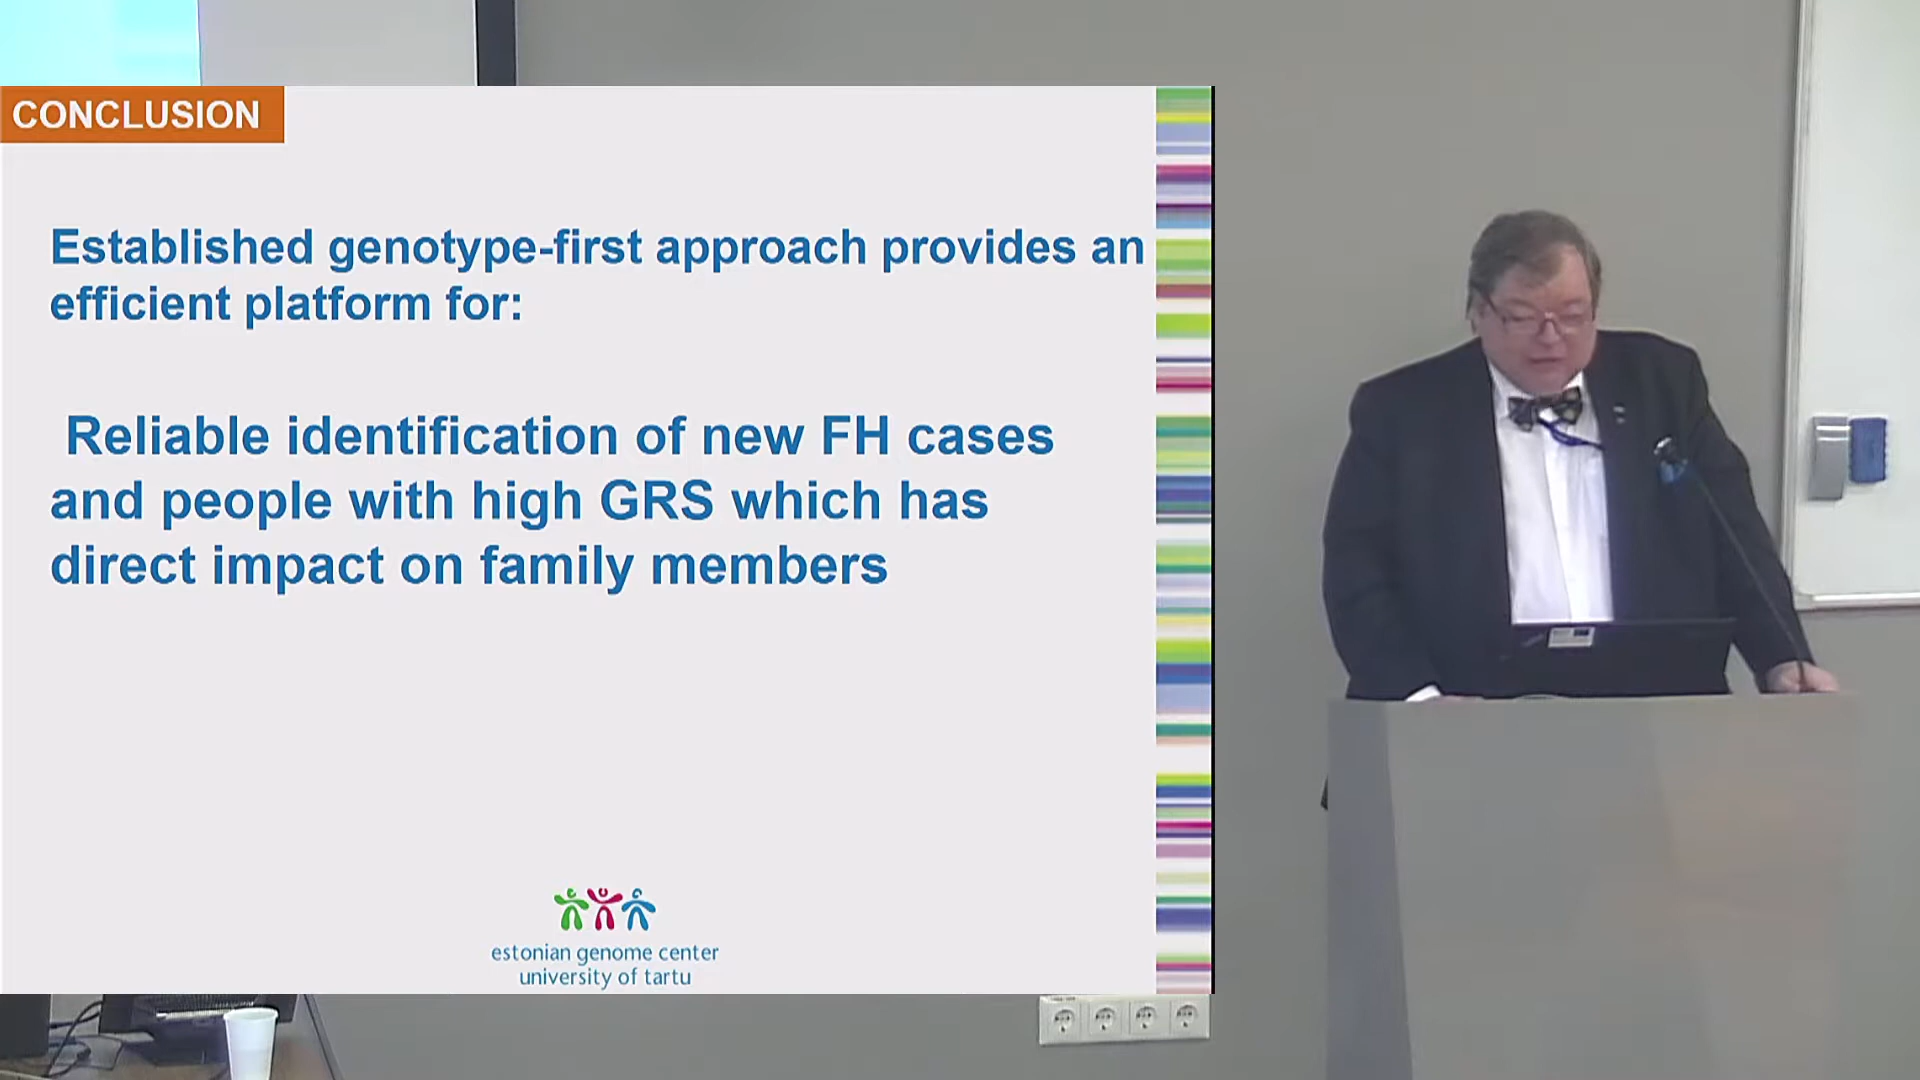 CONCLUSION
Established genotype-first approach provides an
efficient platform for:
Reliable identification of new FH cases
and people with high GRS which has
direct impact on family members
estonian genome center
university of tartu